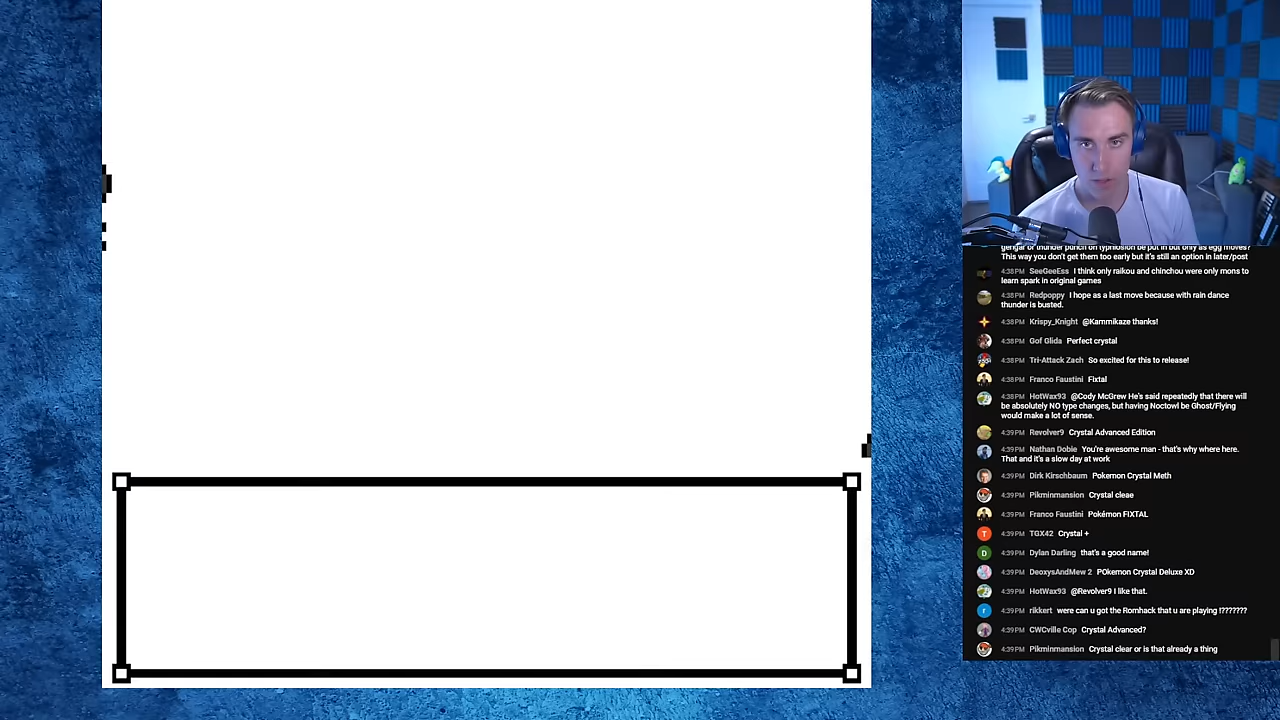 gengar or thunder punch on typhlosion be put in but only as egg moves?
This way you don't get them too early but it's still an option in later/post
4:38PM SeeGeeEss I think only raikou and chinchou were only mons to
learn spark in original games
4:38PM Redpoppy I hope as a last move because with rain dance
thunder is busted.
4:38PM Krispy_Knight @Kammikaze thanks!
4:38PM Gof Glida Perfect crystal
4:38PM Tri-Attack Zach So excited for this to release!
4:38PM Franco Faustini Fixtal
4:38PM HotWax93 @Cody McGrew He's said repeatedly that there will
be absolutely NO type changes, but having Noctowl be Ghost/Flying
would make a lot of sense.
4:39PM Revolver9 Crystal Advanced Edition
4:39PM Nathan Dobie You're awesome man - that's why where here.
That and it's a slow day at work
4:39PM Dirk Kirschbaum Pokemon Crystal Meth
4:39PM Pikminmansion Crystal cleae
4:39PM Franco Faustini Pokémon FIXTAL
T 4:39PM TGX42 Crystal +
D 4:39PM Dylan Darling that's a good name!
4:39PM DeoxysAndMew 2 POkemon Crystal Deluxe XD
4:39PM HotWax93 @Revolver9 I like that.
r 4:39PM rikkert were can u got the Romhack that u are playing !???????
4:39PM CWCville Cop Crystal Advanced?
4:39PM Pikminmansion Crystal clear or is that already a thing